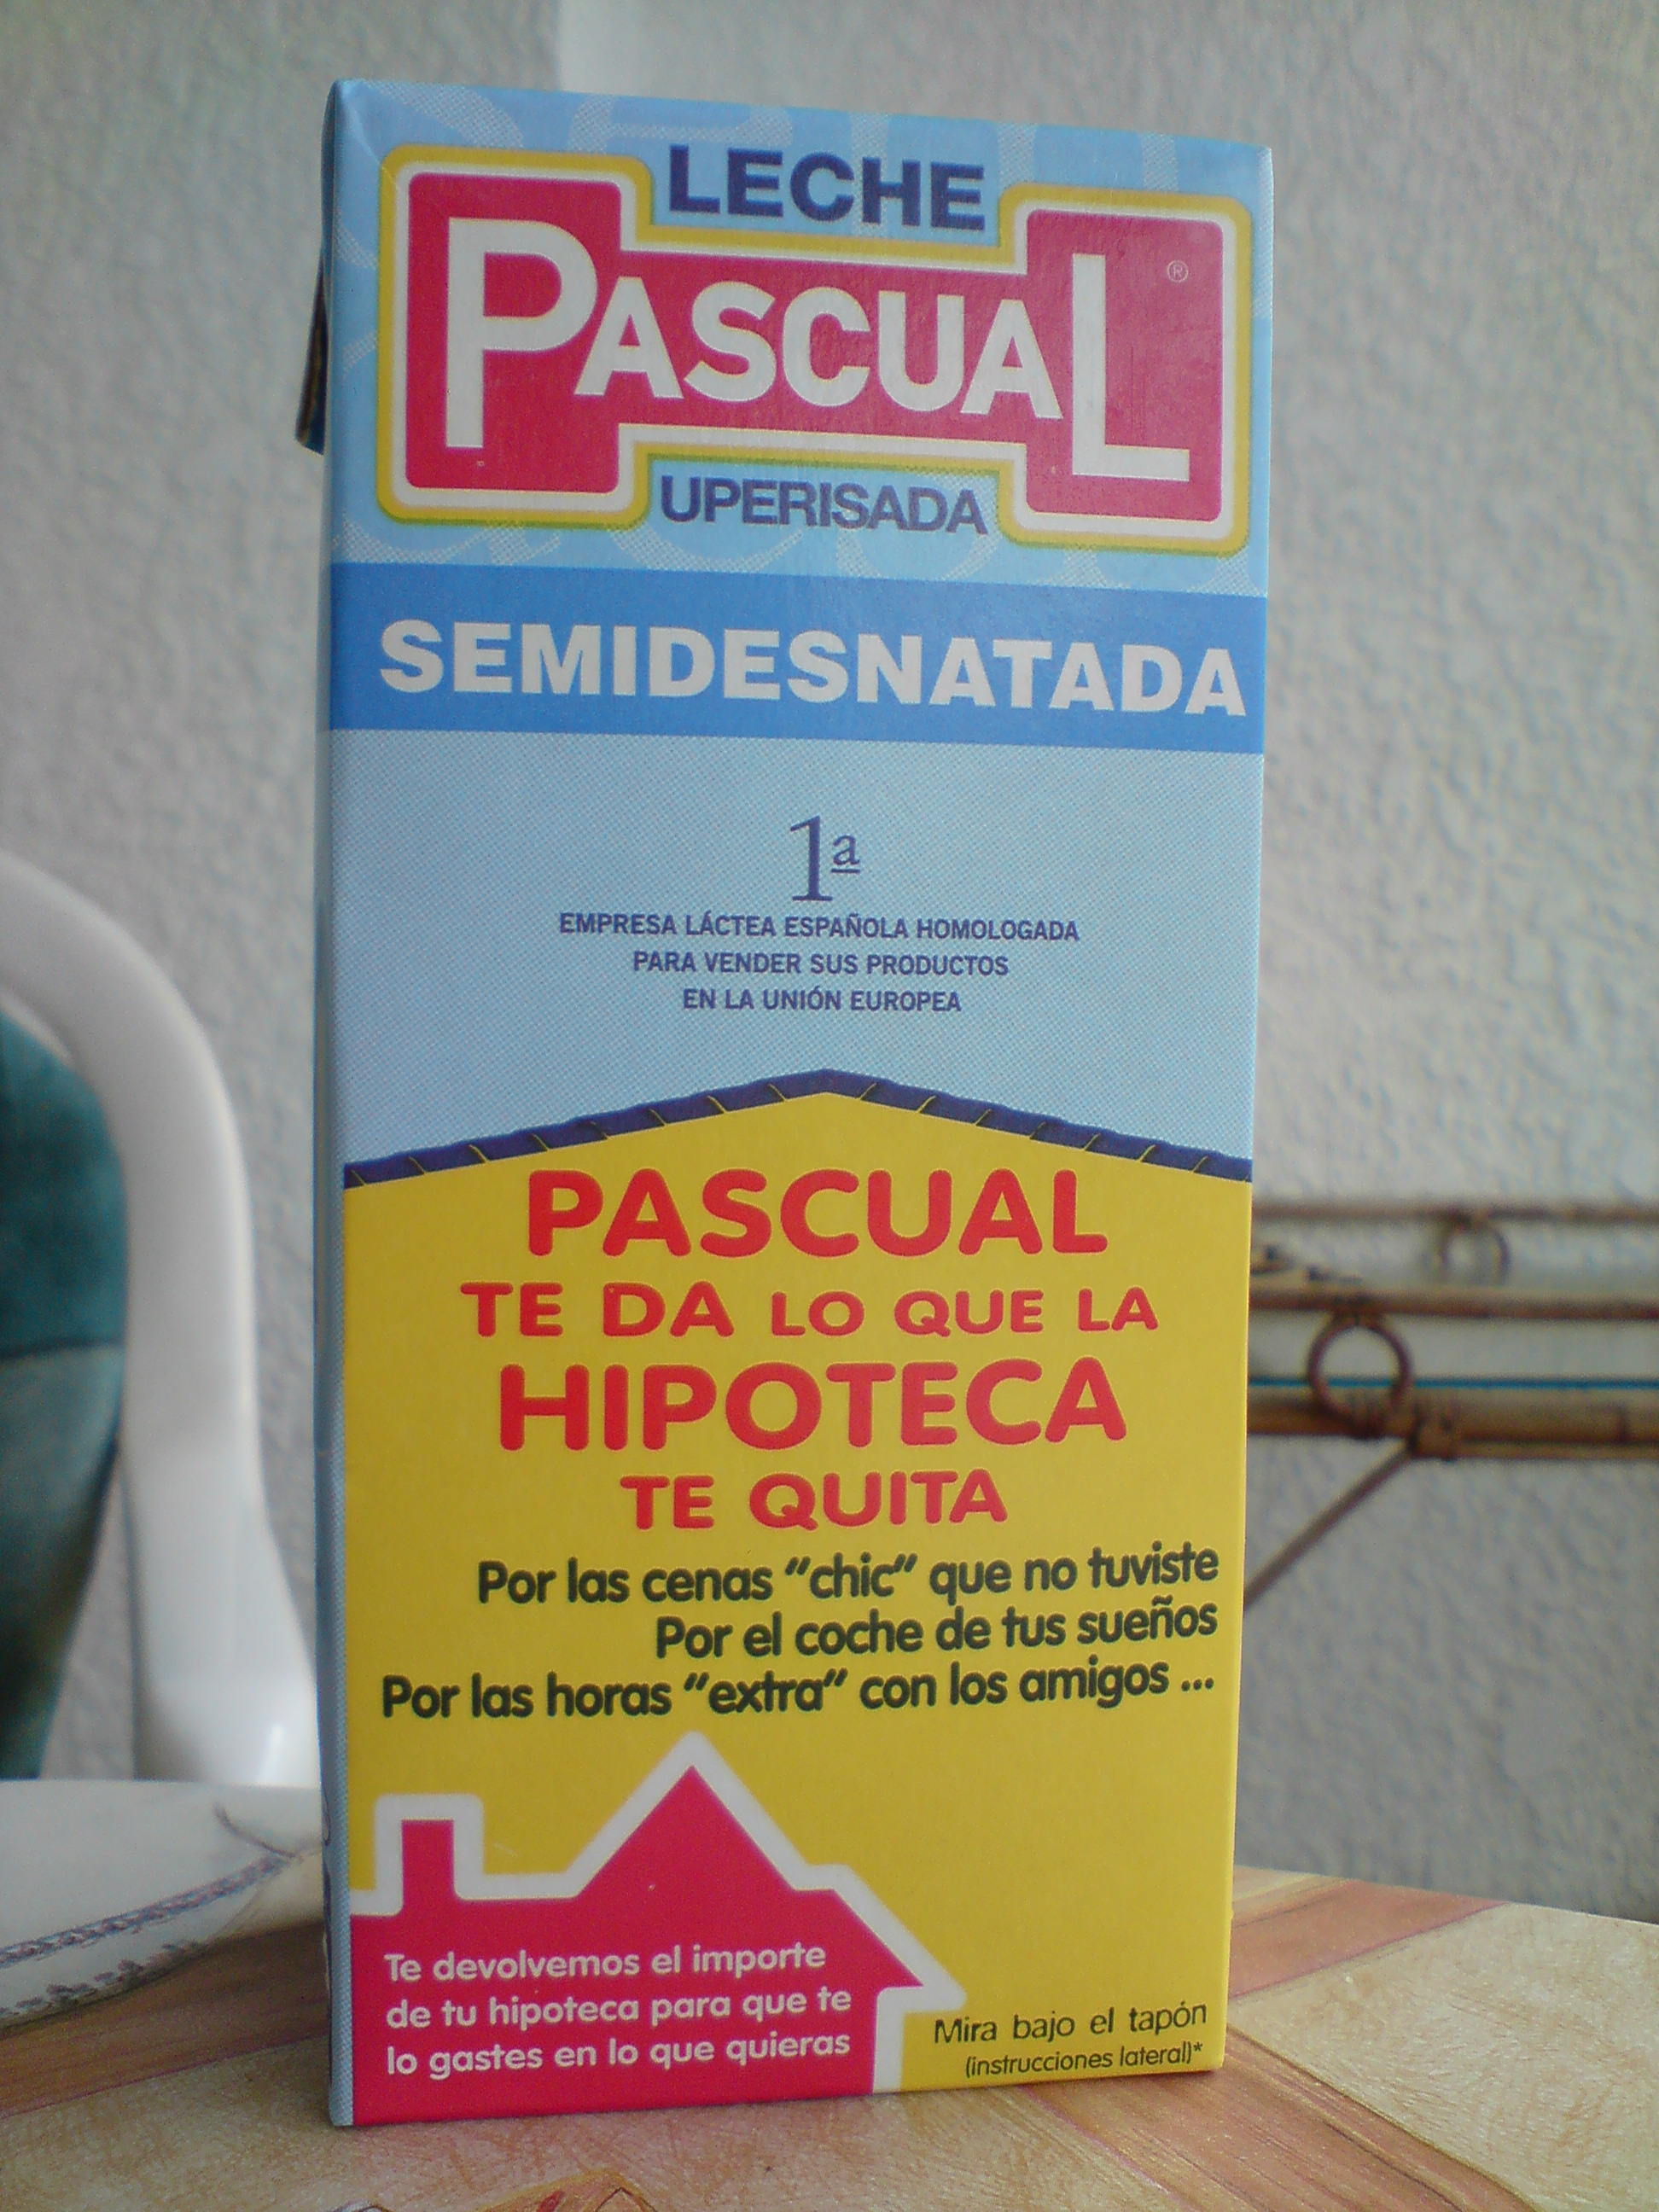 LECHE
PASCUAL®
UPERISADA
SEMIDESNATADA
1ª
EMPRESA LÁCTEA ESPAÑOLA HOMOLOGADA
PARA VENDER SUS PRODUCTOS
EN LA UNIÓN EUROPEA
PASCUAL
TE DA LO QUE LA
HIPOTECA
TE QUITA
Por las cenas "chic" que no tuviste
Por el coche de tus sueños
Por las horas "extra" con los amigos ...
Te devolvemos el importe
de tu hipoteca para que te
lo gastes en lo que quieras
Mira bajo el tapón
(instrucciones lateral)*